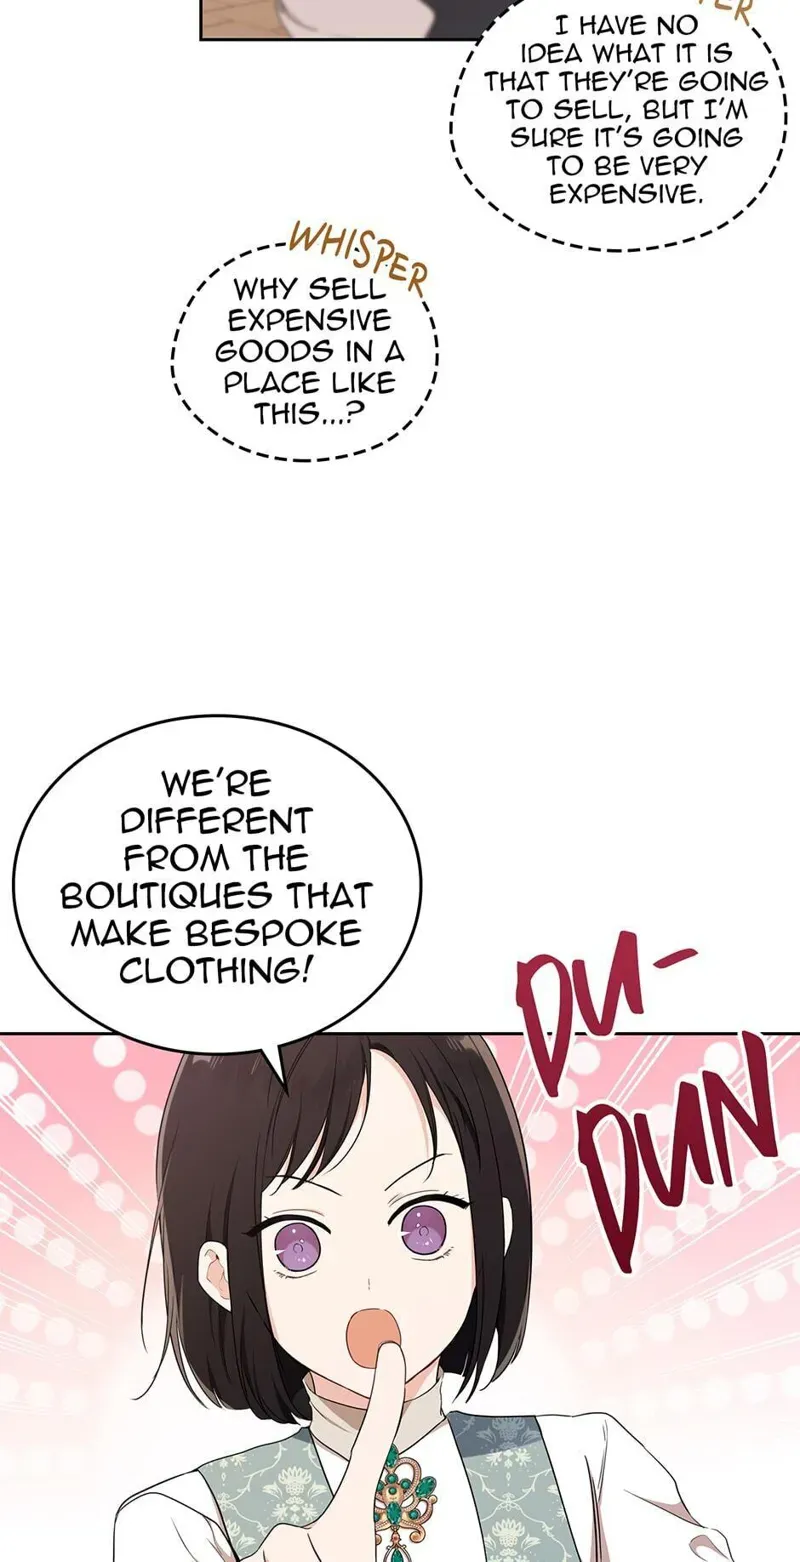 I HAVE NO
IDEA WHAT IT IS
THAT THEY'RE GOING
TO SELL, BUT I'M
SURE IT'S GOING
TO BE VERY
EXPENSIVE.
WHISPER
WHY SELL
EXPENSIVE
GOODS IN A
PLACE LIKE
THIS...?
WE'RE
DIFFERENT
FROM THE
BOUTIQUES THAT
MAKE BESPOKE
CLOTHING!
DU-
DUN